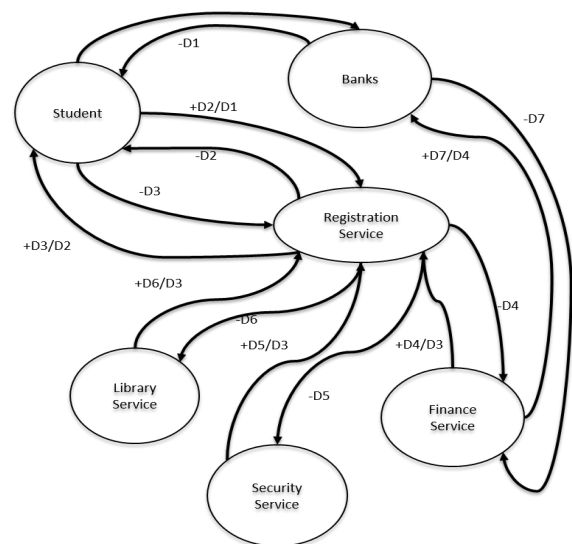 -D1
Banks
Student
+D2/D1
-D7
-D2
+D7/D4
-D3
Registration
Service
+D3/D2
+D6/D3
-D4
-D6
+D5/D3
+D4/D3
Library
Service
-D5
Finance
Service
Security
Service